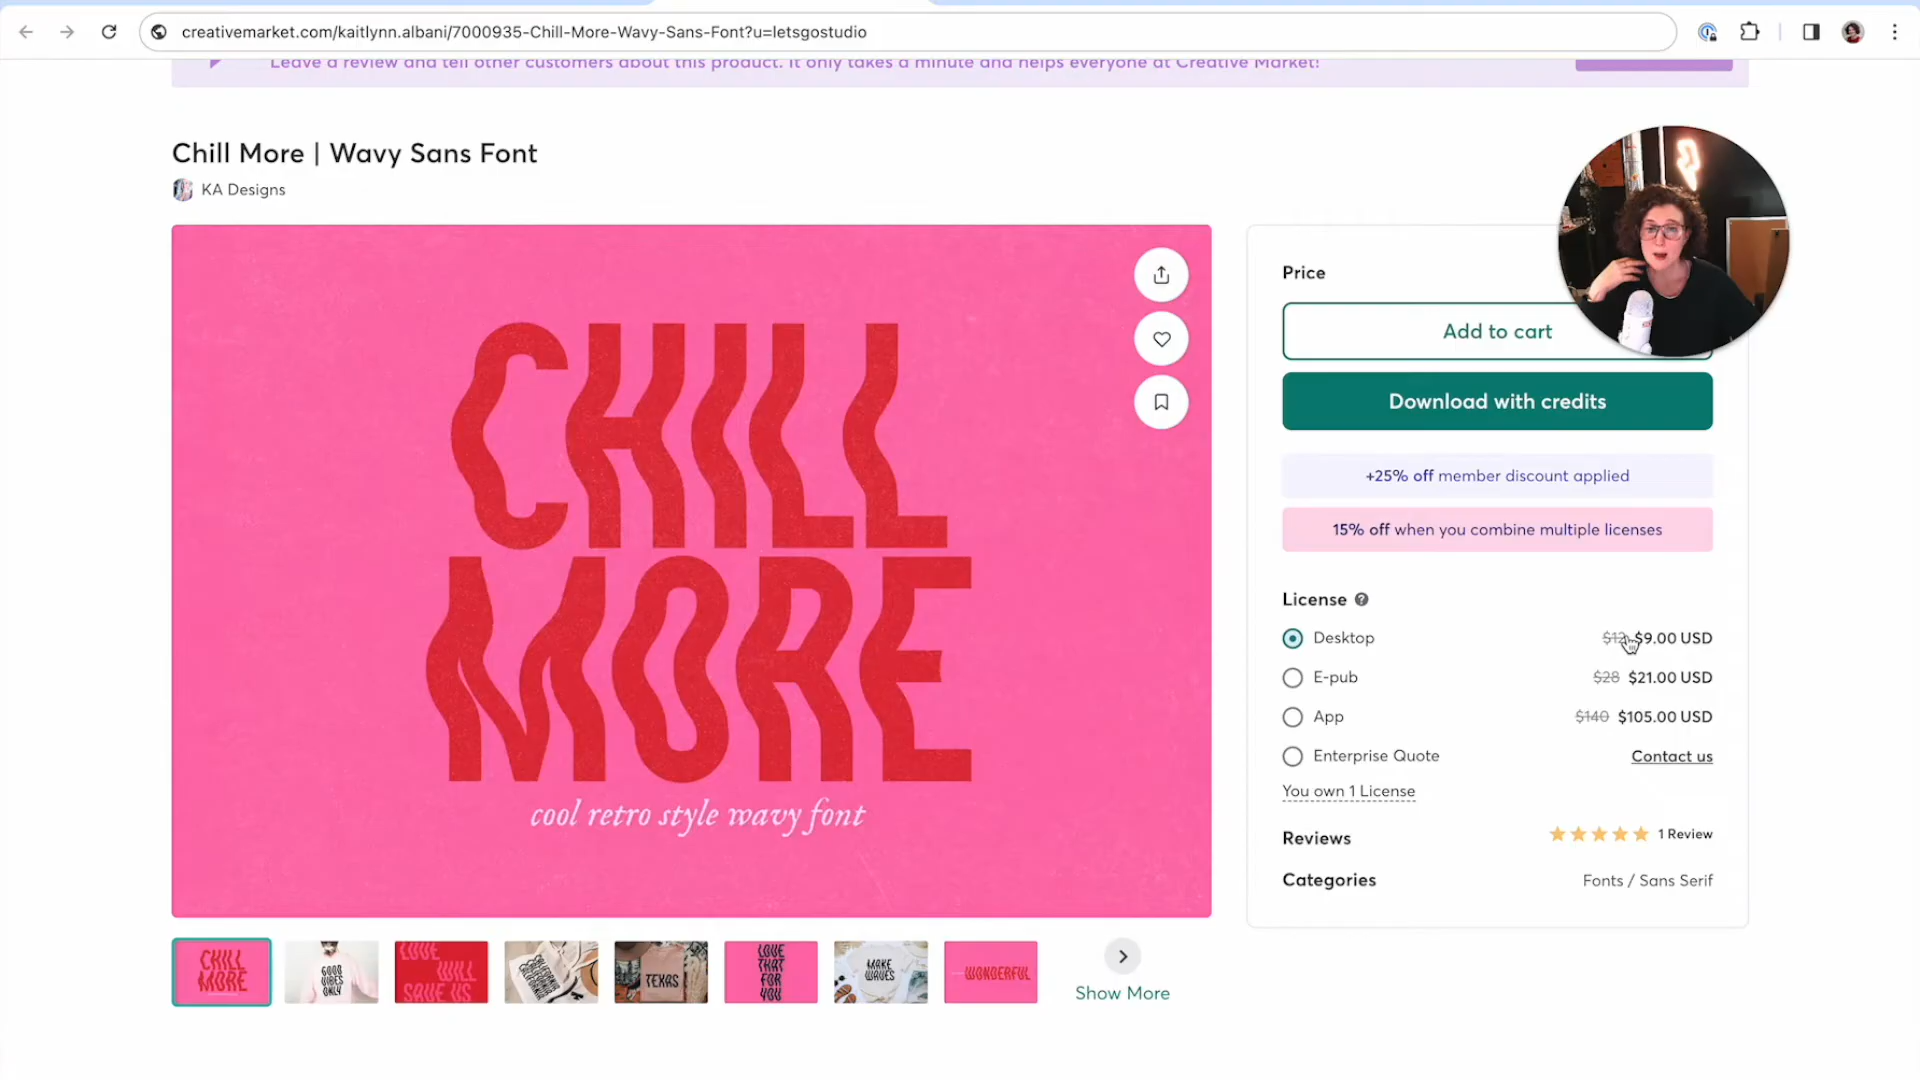 creativemarket.com/kaitlynn.albani/7000935-Chill-More-Wavy-Sans-Font?u=letsgostudio
Leave a review and tell other customers about this product. It only takes a minute and helps everyone at Creative Market!
Chill More | Wavy Sans Font
KA Designs
CHILL
MORE
cool retro style wavy font
Price
Add to cart
Download with credits
+25% off member discount applied
15% off when you combine multiple licenses
License
Desktop $12 $9.00 USD
E-pub $28 $21.00 USD
App $140 $105.00 USD
Enterprise Quote Contact us
You own 1 License
Reviews 1 Review
Categories Fonts / Sans Serif
CHILL
MORE
GOOD
VIBES
ONLY
LOVE
WILL
SAVE US
CALIFORNIA
TEXAS
LOVE
THAT
FOR
YOU
MAKE
WAVES
WONDERFUL
Show More